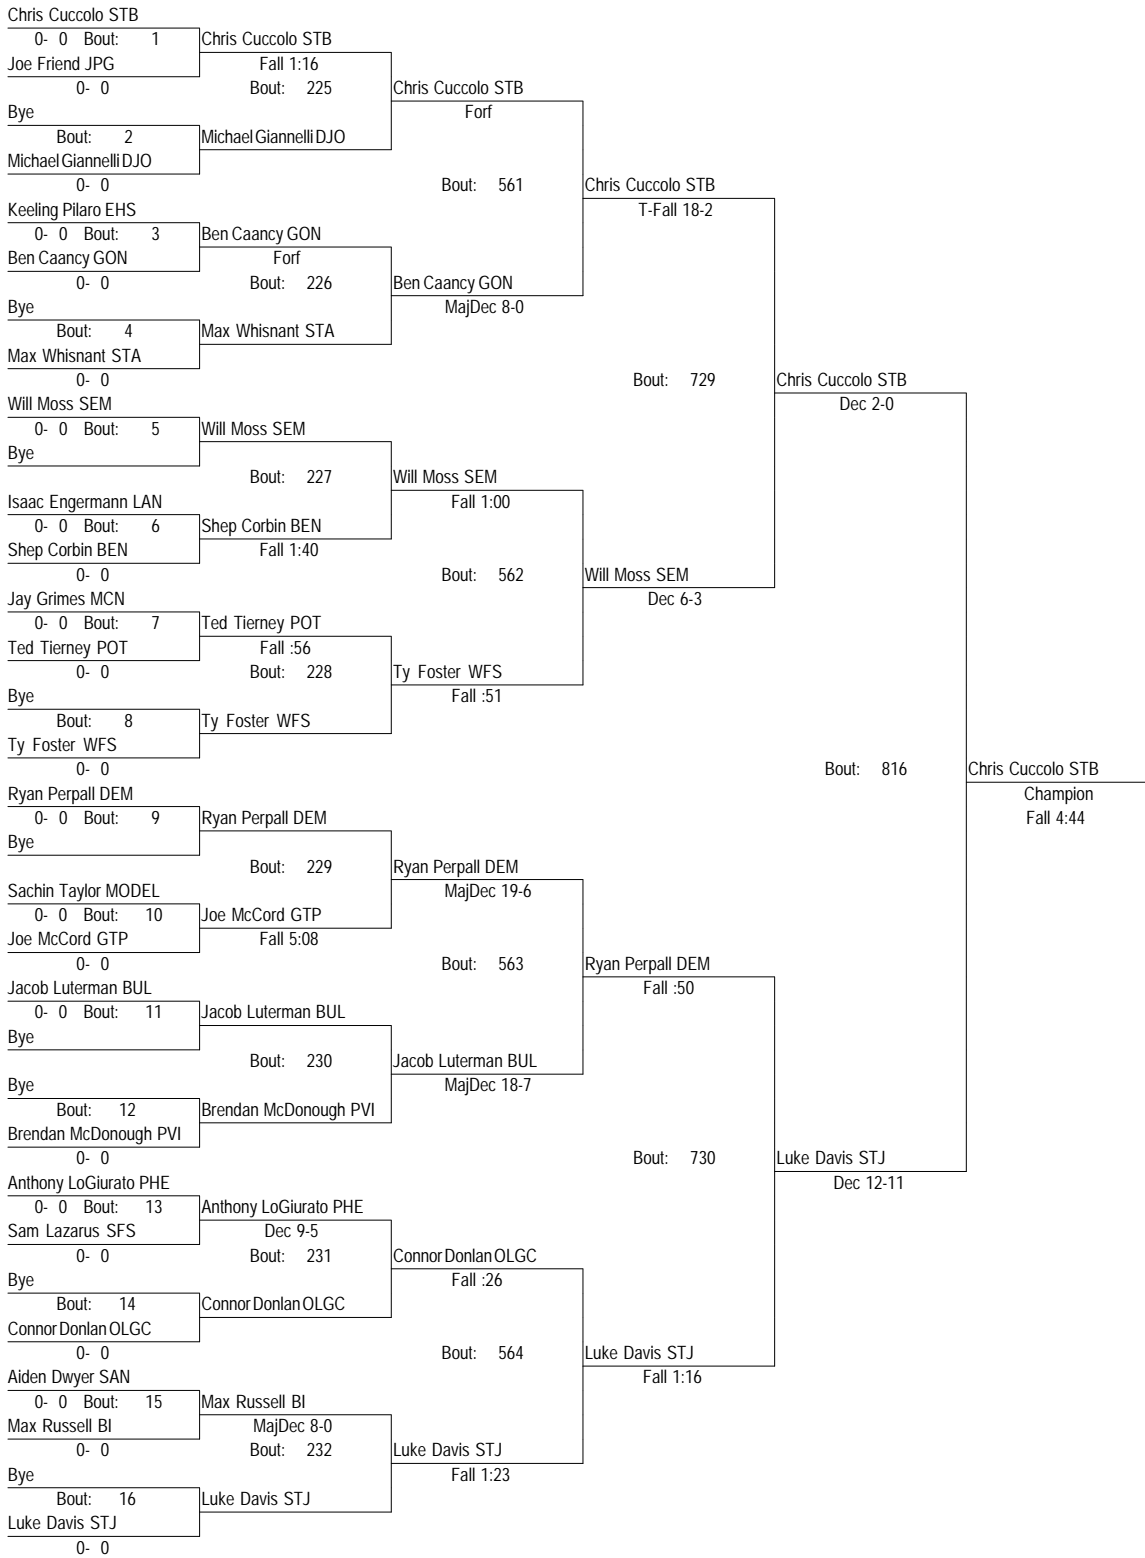 Chris Cuccolo STB
0- 0 Bout: 1 Chris Cuccolo STB
Joe Friend JPG Fall 1:16
0- 0 Bout: 225 Chris Cuccolo STB
Bye Forf
Bout: 2 Michael Giannelli DJO
Michael Giannelli DJO
0- 0 Bout: 561 Chris Cuccolo STB
Keeling Pilaro EHS T-Fall 18-2
0- 0 Bout: 3 Ben Caancy GON
Ben Caancy GON Forf
0- 0 Bout: 226 Ben Caancy GON
Bye MajDec 8-0
Bout: 4 Max Whisnant STA
Max Whisnant STA
0- 0 Bout: 729 Chris Cuccolo STB
Will Moss SEM Dec 2-0
0- 0 Bout: 5 Will Moss SEM
Bye
Bout: 227 Will Moss SEM
Isaac Engermann LAN Fall 1:00
0- 0 Bout: 6 Shep Corbin BEN
Shep Corbin BEN Fall 1:40
0- 0 Bout: 562 Will Moss SEM
Jay Grimes MCN Dec 6-3
0- 0 Bout: 7 Ted Tierney POT
Ted Tierney POT Fall :56
0- 0 Bout: 228 Ty Foster WFS
Bye Fall :51
Bout: 8 Ty Foster WFS
Ty Foster WFS
0- 0 Bout: 816 Chris Cuccolo STB
Ryan Perpall DEM Champion
0- 0 Bout: 9 Ryan Perpall DEM Fall 4:44
Bye
Bout: 229 Ryan Perpall DEM
Sachin Taylor MODEL MajDec 19-6
0- 0 Bout: 10 Joe McCord GTP
Joe McCord GTP Fall 5:08
0- 0 Bout: 563 Ryan Perpall DEM
Jacob Luterman BUL Fall :50
0- 0 Bout: 11 Jacob Luterman BUL
Bye
Bout: 230 Jacob Luterman BUL
Bye MajDec 18-7
Bout: 12 Brendan McDonough PVI
Brendan McDonough PVI
0- 0 Bout: 730 Luke Davis STJ
Anthony LoGiurato PHE Dec 12-11
0- 0 Bout: 13 Anthony LoGiurato PHE
Sam Lazarus SFS Dec 9-5
0- 0 Bout: 231 Connor Donlan OLGC
Bye Fall :26
Bout: 14 Connor Donlan OLGC
Connor Donlan OLGC
0- 0 Bout: 564 Luke Davis STJ
Aiden Dwyer SAN Fall 1:16
0- 0 Bout: 15 Max Russell BI
Max Russell BI MajDec 8-0
0- 0 Bout: 232 Luke Davis STJ
Bye Fall 1:23
Bout: 16 Luke Davis STJ
Luke Davis STJ
0- 0